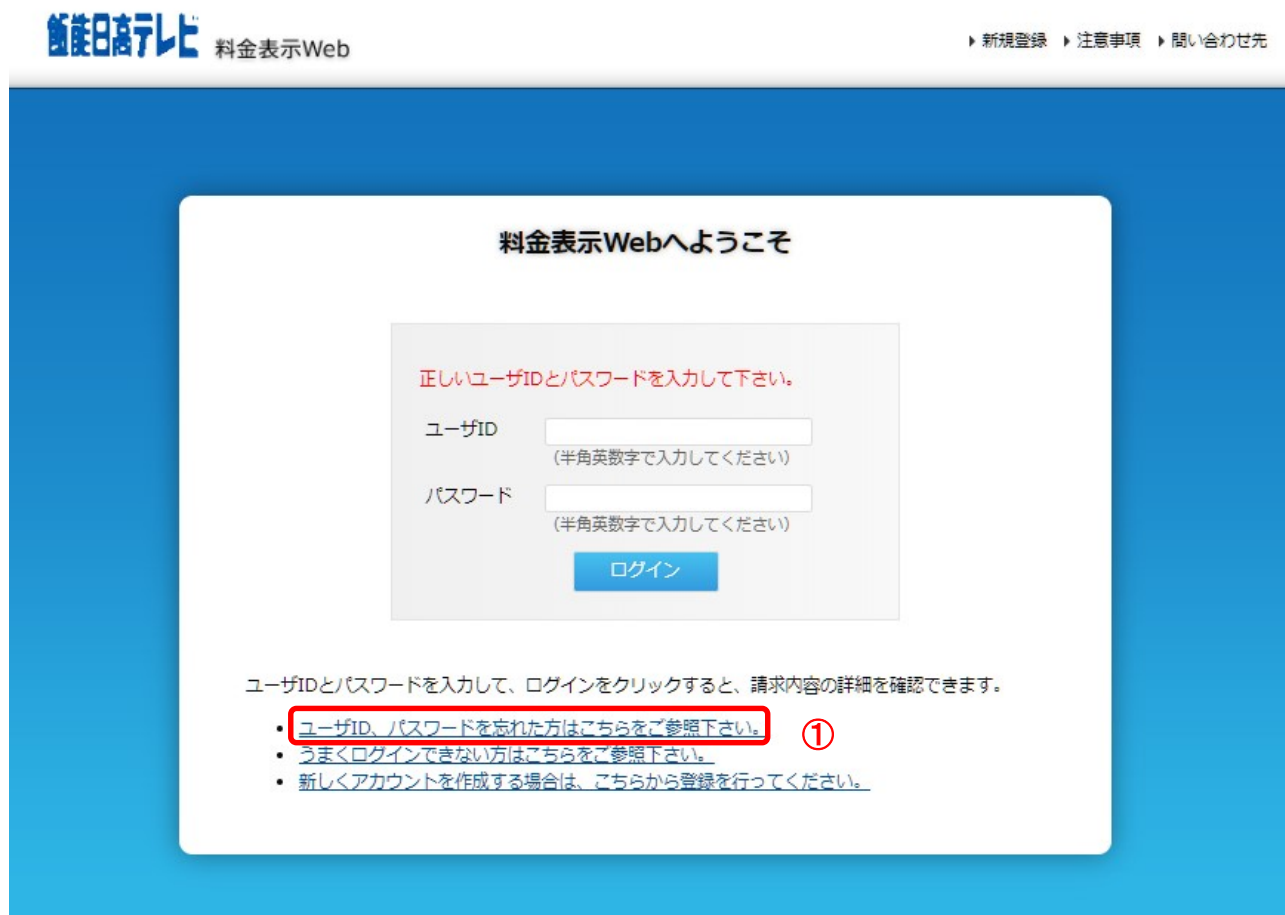 飯能日高テレビ 料金表示Web
新規登録 注意事項 問い合わせ先
料金表示Webへようこそ
正しいユーザIDとパスワードを入力して下さい。
ユーザID
(半角英数字で入力してください)
パスワード
(半角英数字で入力してください)
ログイン
ユーザIDとパスワードを入力して、ログインをクリックすると、請求内容の詳細を確認できます。
• ユーザID、パスワードを忘れた方はこちらをご参照下さい。 ①
• うまくログインできない方はこちらをご参照下さい。
• 新しくアカウントを作成する場合は、こちらから登録を行ってください。